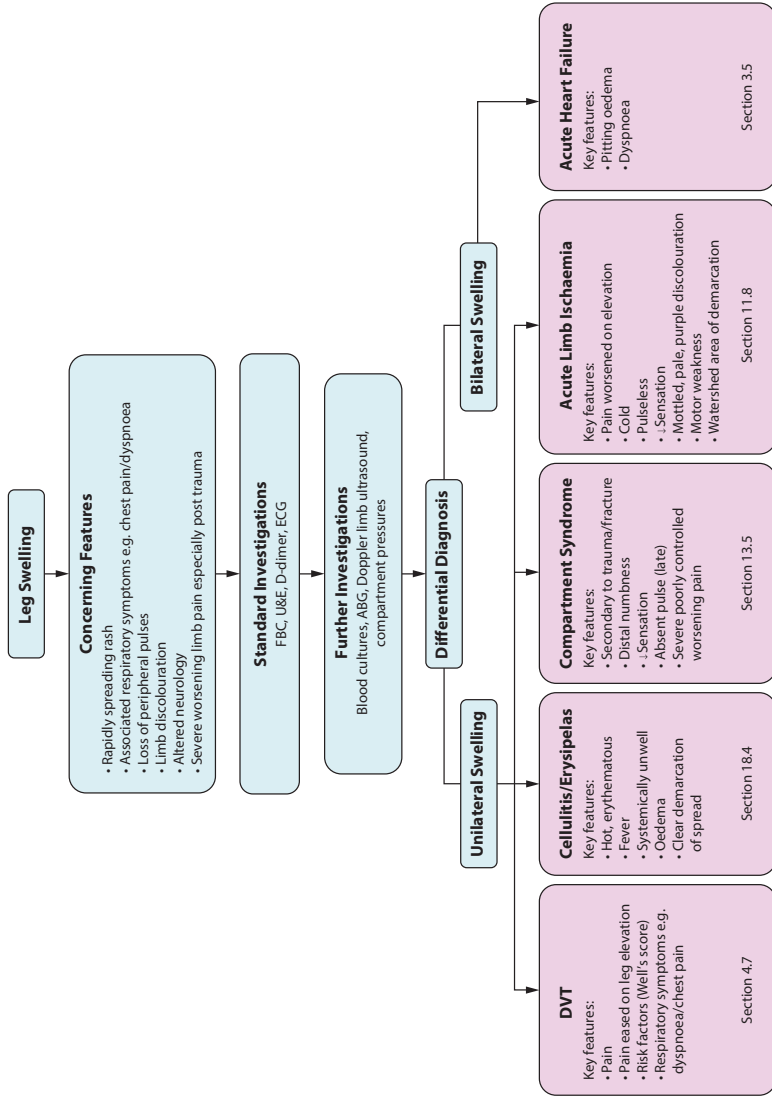 Leg Swelling
Concerning Features
• Rapidly spreading rash
• Associated respiratory symptoms e.g. chest pain/dyspnoea
• Loss of peripheral pulses
• Limb discolouration
• Altered neurology
• Severe worsening limb pain especially post trauma
Standard Investigations
FBC, U&E, D-dimer, ECG
Further Investigations
Blood cultures, ABG, Doppler limb ultrasound,
compartment pressures
Differential Diagnosis
Unilateral Swelling
Bilateral Swelling
DVT
Key features:
• Pain
• Pain eased on leg elevation
• Risk factors (Well's score)
• Respiratory symptoms e.g.
dyspnoea/chest pain
Section 4.7
Cellulitis/Erysipelas
Key features:
• Hot, erythematous
• Fever
• Systemically unwell
• Oedema
• Clear demarcation
of spread
Section 18.4
Compartment Syndrome
Key features:
• Secondary to trauma/fracture
• Distal numbness
• ↓Sensation
• Absent pulse (late)
• Severe poorly controlled
worsening pain
Section 13.5
Acute Limb Ischaemia
Key features:
• Pain worsened on elevation
• Cold
• Pulseless
• ↓Sensation
• Mottled, pale, purple discolouration
• Motor weakness
• Watershed area of demarcation
Section 11.8
Acute Heart Failure
Key features:
• Pitting oedema
• Dyspnoea
Section 3.5